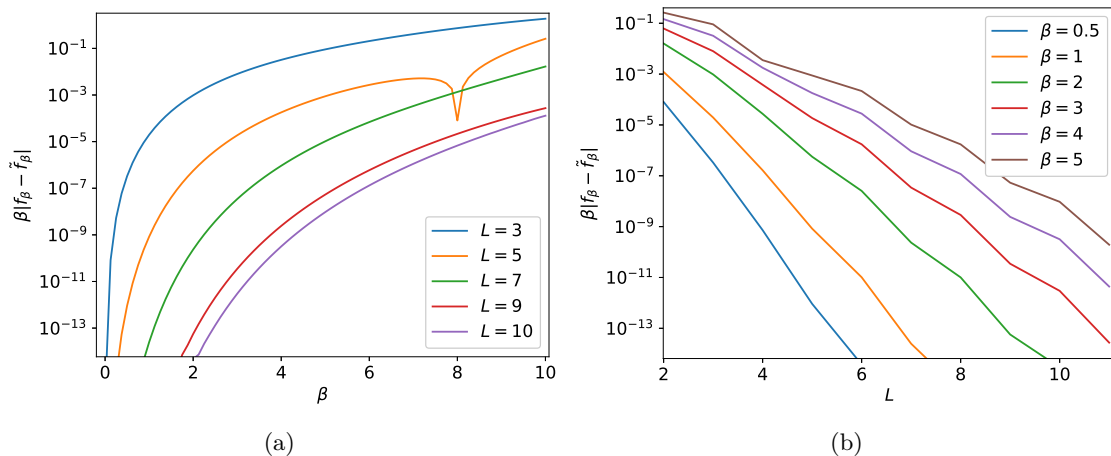 10⁻¹
10⁻³
10⁻⁵
10⁻⁷
10⁻⁹
10⁻¹¹
10⁻¹³
β|f_β − f̃_β|
0 2 4 6 8 10
β
L = 3
L = 5
L = 7
L = 9
L = 10
(a)
10⁻¹
10⁻³
10⁻⁵
10⁻⁷
10⁻⁹
10⁻¹¹
10⁻¹³
β|f_β − f̃_β|
2 4 6 8 10
L
β = 0.5
β = 1
β = 2
β = 3
β = 4
β = 5
(b)